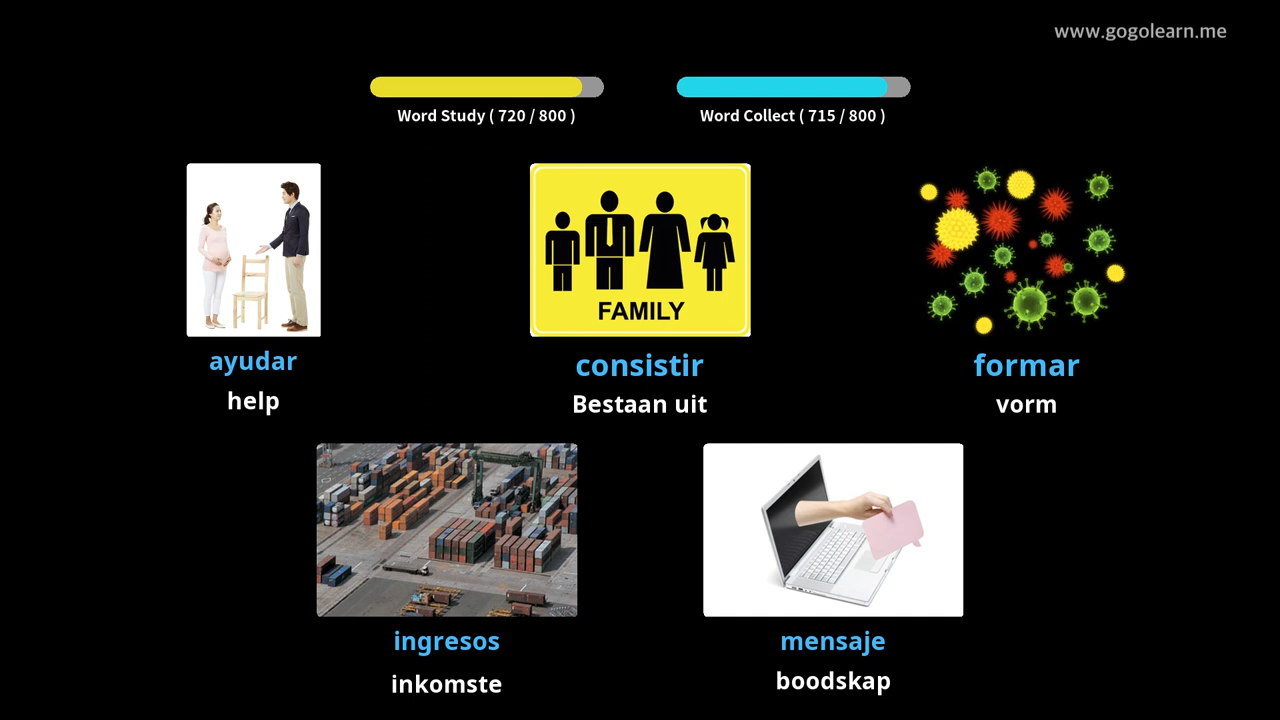 www.gogolearn.me
Word Study ( 720 / 800 )
Word Collect ( 715 / 800 )
FAMILY
ayudar
consistir
formar
help
Bestaan uit
vorm
ingresos
mensaje
inkomste
boodskap